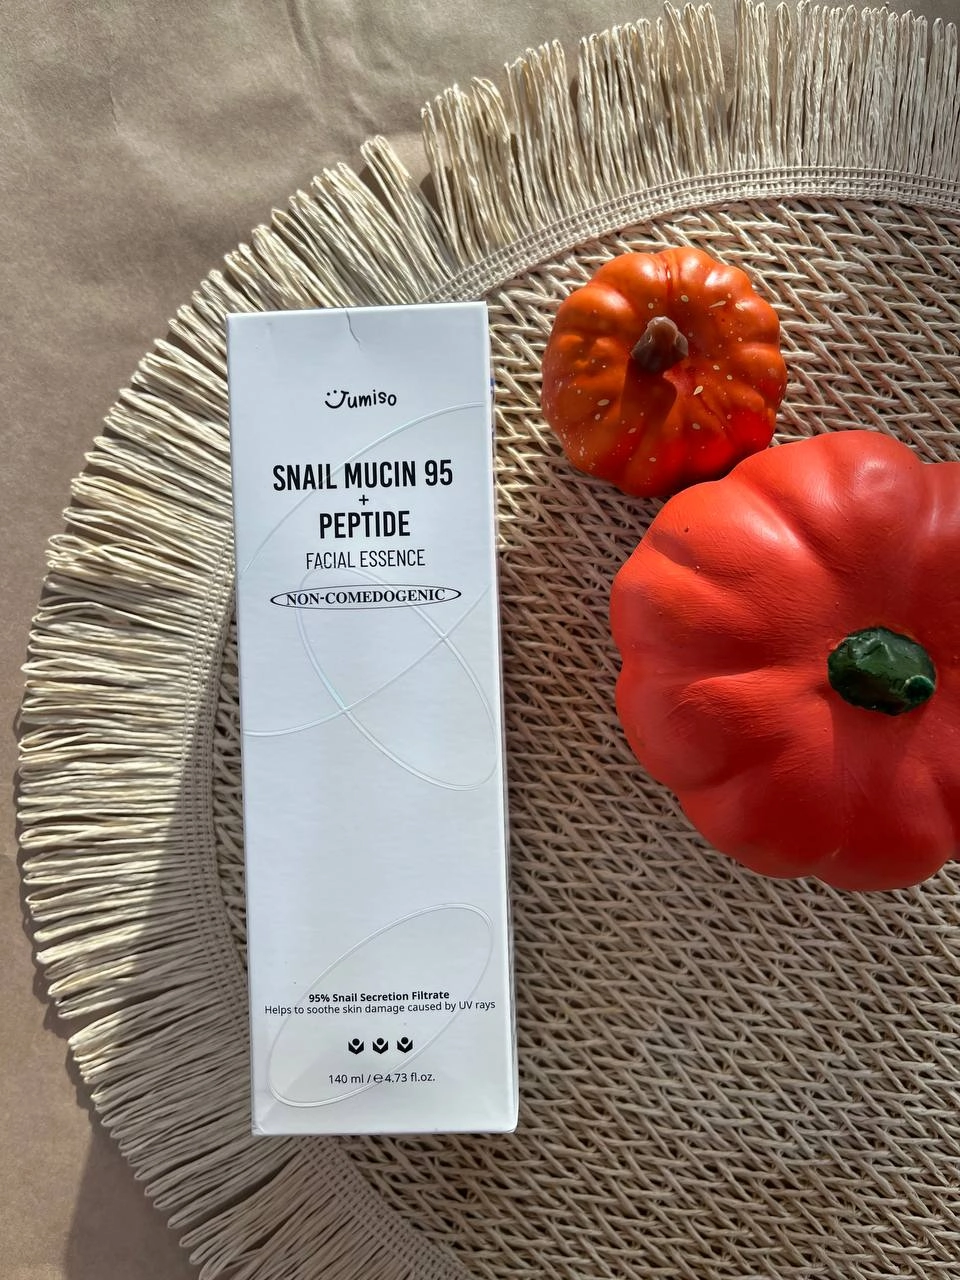 Jumiso
SNAIL MUCIN 95
+
PEPTIDE
FACIAL ESSENCE
NON-COMEDOGENIC
95% Snail Secretion Filtrate
Helps to soothe skin damage caused by UV rays
140 ml / ℮ 4.73 fl.oz.